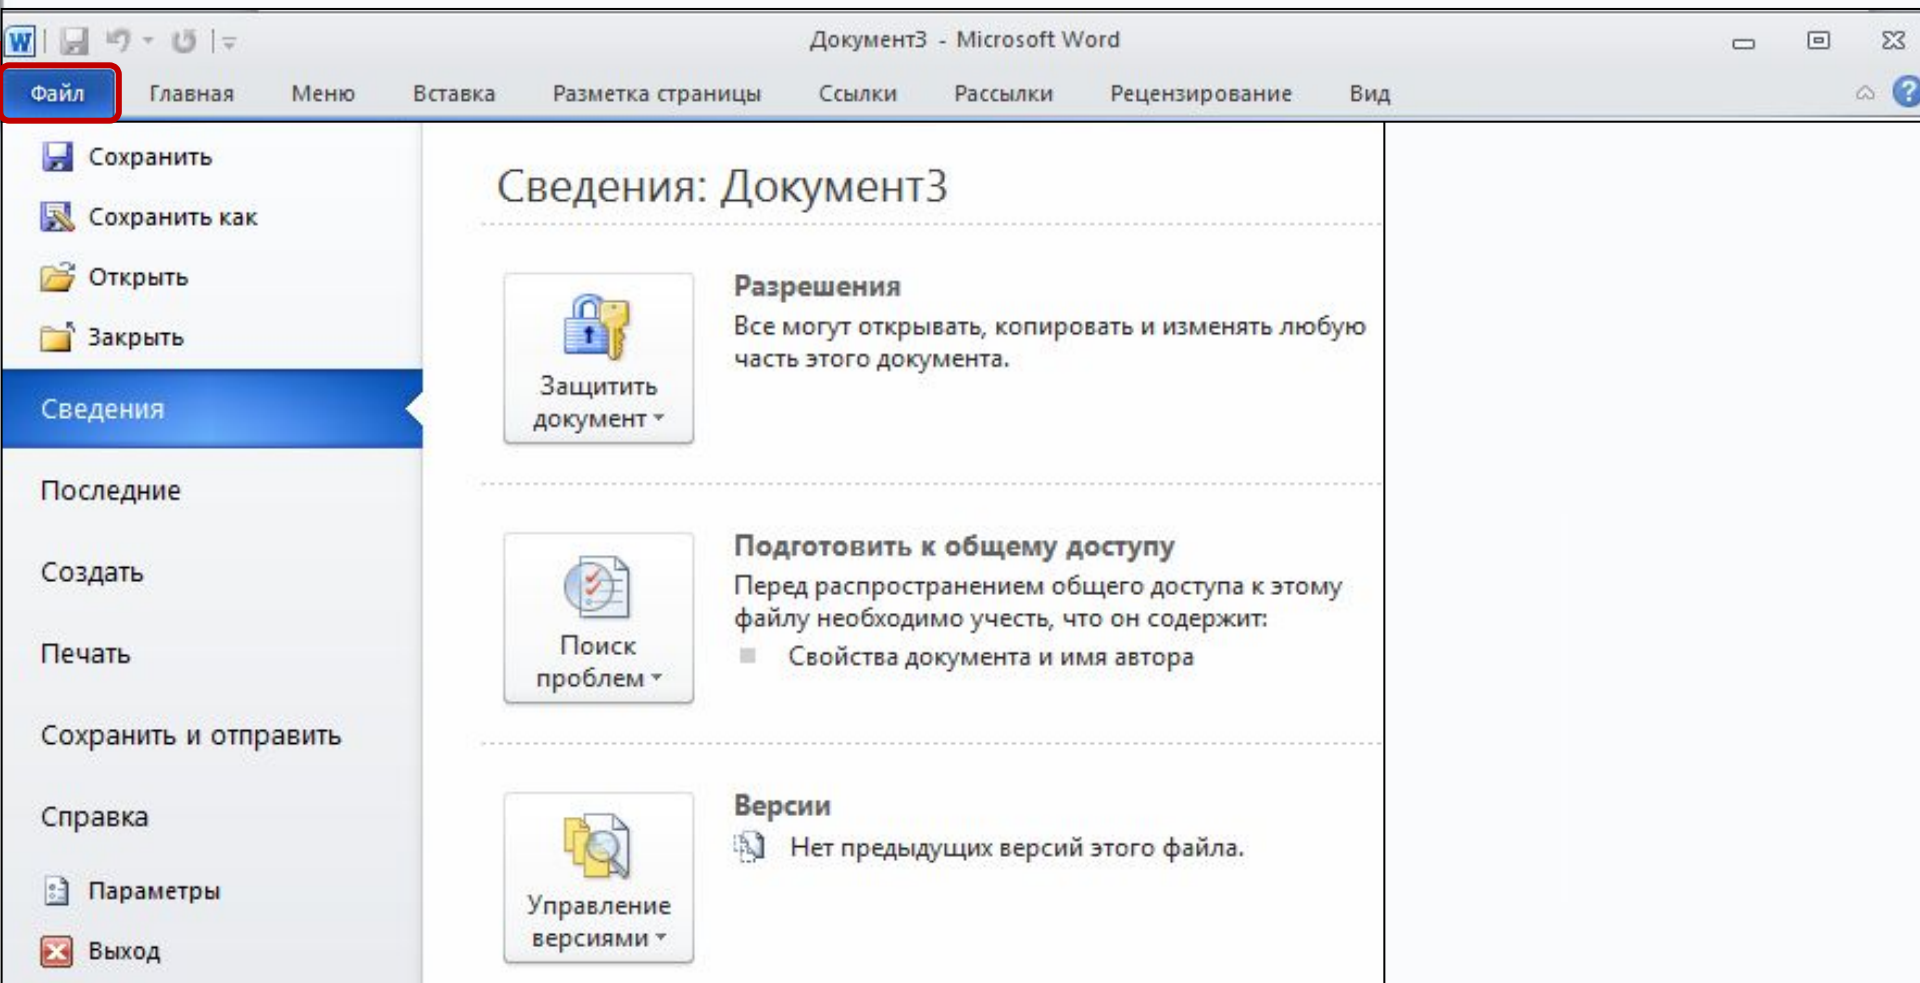 Документ3 - Microsoft Word
Файл Главная Меню Вставка Разметка страницы Ссылки Рассылки Рецензирование Вид
Сохранить
Сохранить как
Открыть
Закрыть
Сведения
Последние
Создать
Печать
Сохранить и отправить
Справка
Параметры
Выход
Сведения: Документ3
Защитить
документ
Разрешения
Все могут открывать, копировать и изменять любую
часть этого документа.
Поиск
проблем
Подготовить к общему доступу
Перед распространением общего доступа к этому
файлу необходимо учесть, что он содержит:
Свойства документа и имя автора
Управление
версиями
Версии
Нет предыдущих версий этого файла.